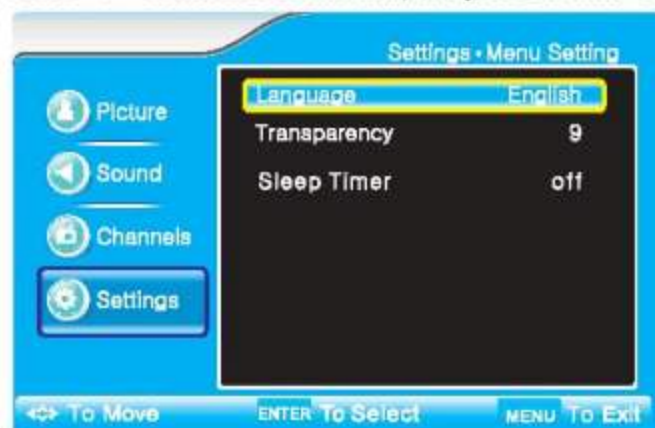 Settings • Menu Setting
Picture
Sound
Channels
Settings
Language English
Transparency 9
Sleep Timer off
To Move ENTER To Select MENU To Exit